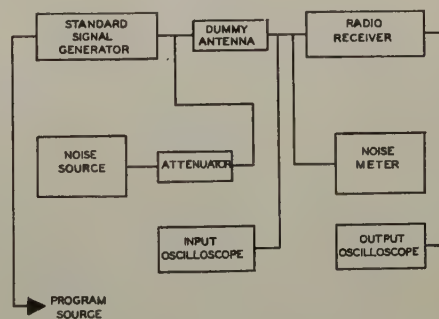 STANDARD
SIGNAL
GENERATOR
DUMMY
ANTENNA
RADIO
RECEIVER
NOISE
SOURCE
ATTENUATOR
NOISE
METER
INPUT
OSCILLOSCOPE
OUTPUT
OSCILLOSCOPE
PROGRAM
SOURCE